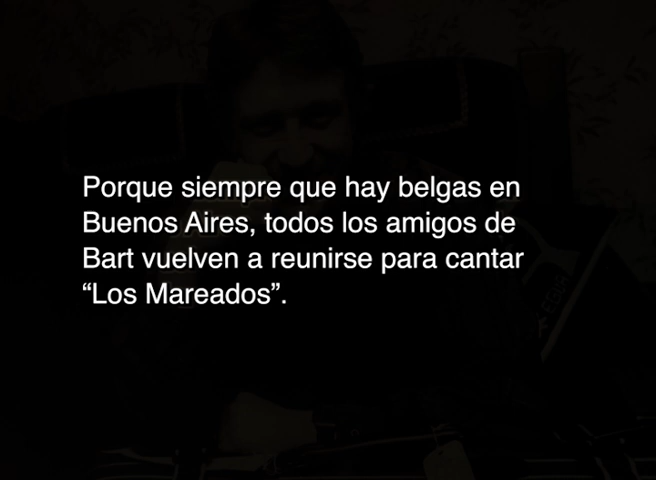 Porque siempre que hay belgas en
Buenos Aires, todos los amigos de
Bart vuelven a reunirse para cantar
“Los Mareados”.